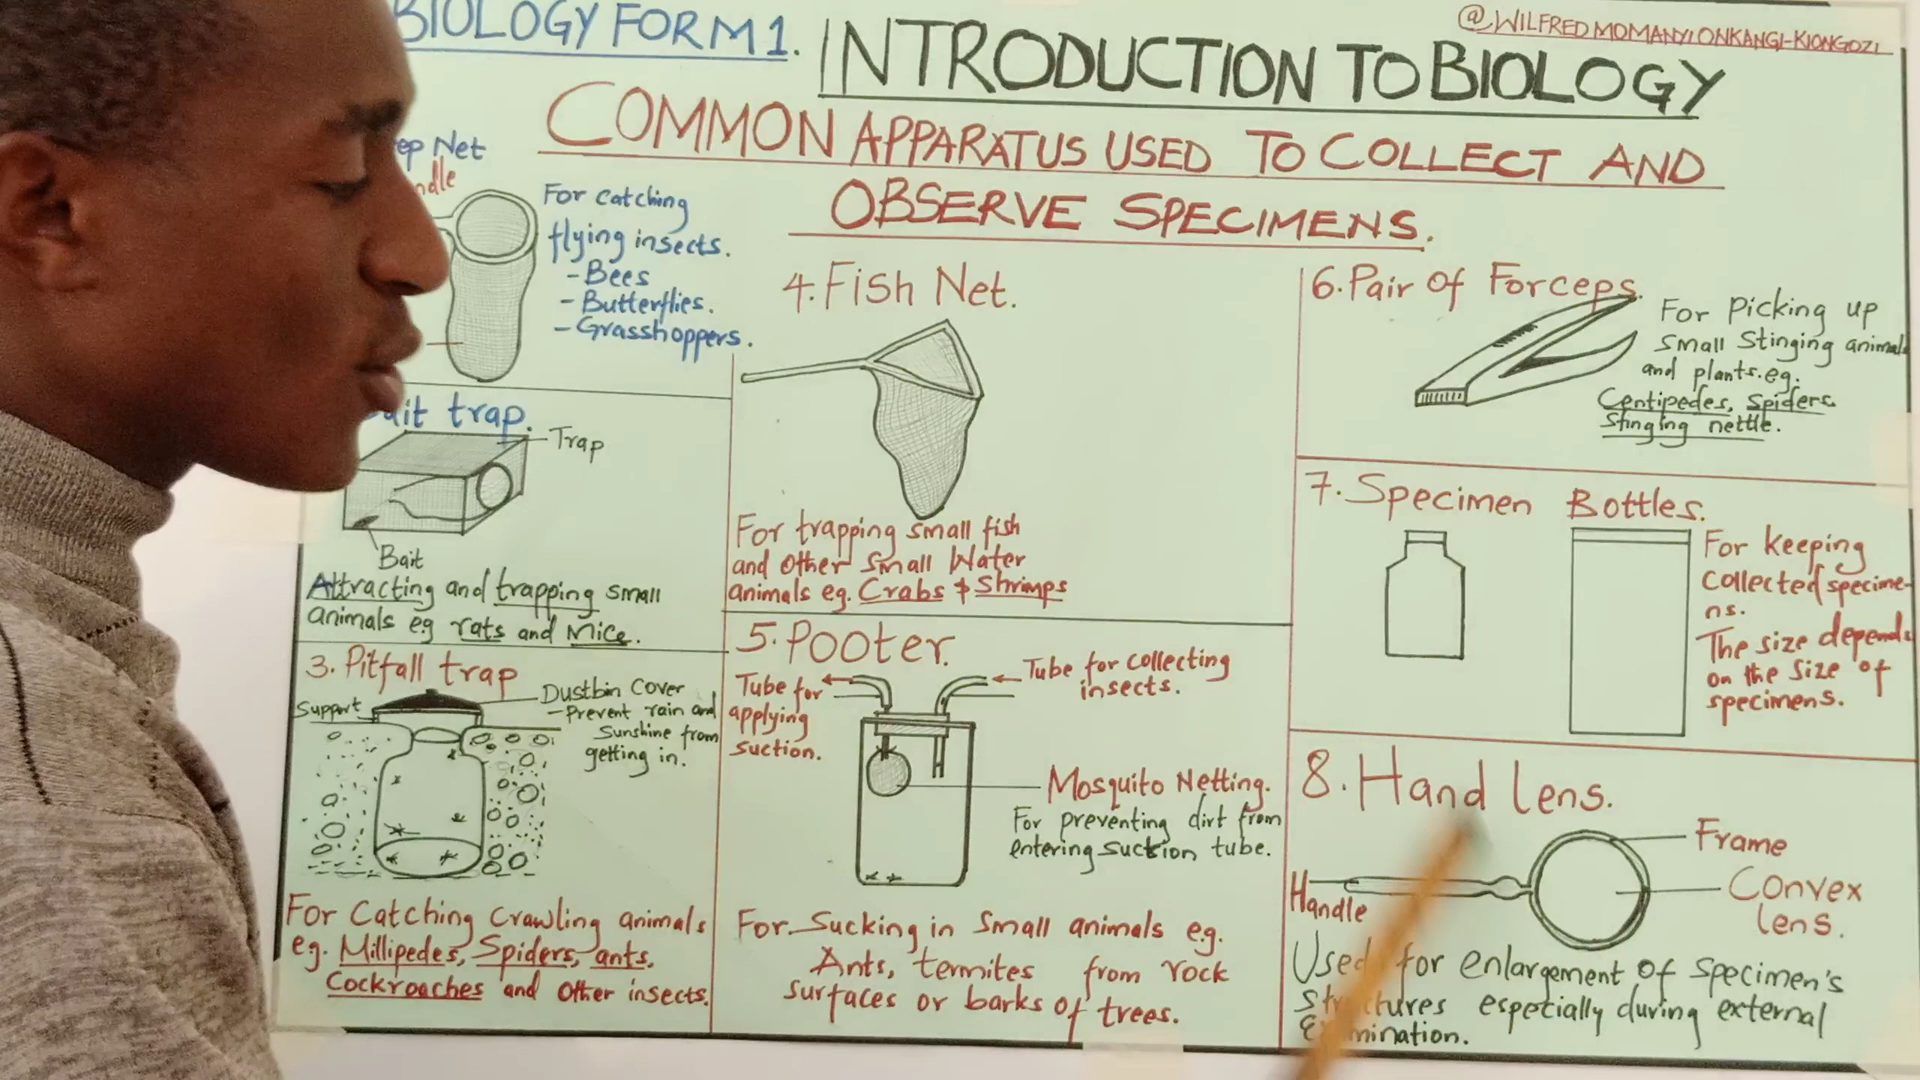 BIOLOGY FORM 1.
INTRODUCTION TO BIOLOGY
@WILFREDMOMANYIONKANGI-KIONGOZI
COMMON APPARATUS USED TO COLLECT AND
OBSERVE SPECIMENS.
Net
For catching
flying insects.
-Bees
-Butterflies.
-Grasshoppers.
trap.
Trap
Bait
Attracting and trapping small
animals eg rats and Mice.
3. Pitfall trap
Support
Dustbin Cover
-Prevent rain and
Sunshine from
getting in.
For Catching Crawling animals
eg. Millipedes, Spiders, ants,
Cockroaches and other insects.
4. Fish Net.
For trapping small fish
and other small Water
animals eg. Crabs & Shrimps
5. Pooter.
Tube for
applying
suction.
Tube for collecting
insects.
Mosquito Netting.
For preventing dirt from
entering suction tube.
For Sucking in Small animals eg.
Ants, termites from rock
surfaces or barks of trees.
6. Pair of Forceps.
For Picking up
small Stinging animal
and plants.eg.
Centipedes, Spiders
Stinging nettle.
7. Specimen Bottles.
For keeping
Collected specime-
ns.
The size depends
on the size of
specimens.
8. Hand lens.
Frame
Convex
lens.
Handle
Used for enlargement of specimen's
structures especially during external